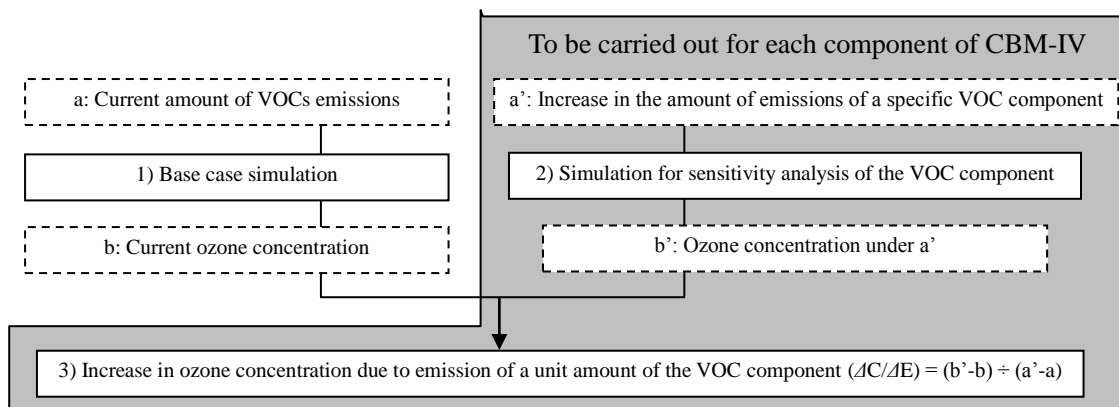 To be carried out for each component of CBM-IV
a: Current amount of VOCs emissions
a’: Increase in the amount of emissions of a specific VOC component
1) Base case simulation
2) Simulation for sensitivity analysis of the VOC component
b: Current ozone concentration
b’: Ozone concentration under a’
3) Increase in ozone concentration due to emission of a unit amount of the VOC component (ΔC/ΔE) = (b’-b) ÷ (a’-a)